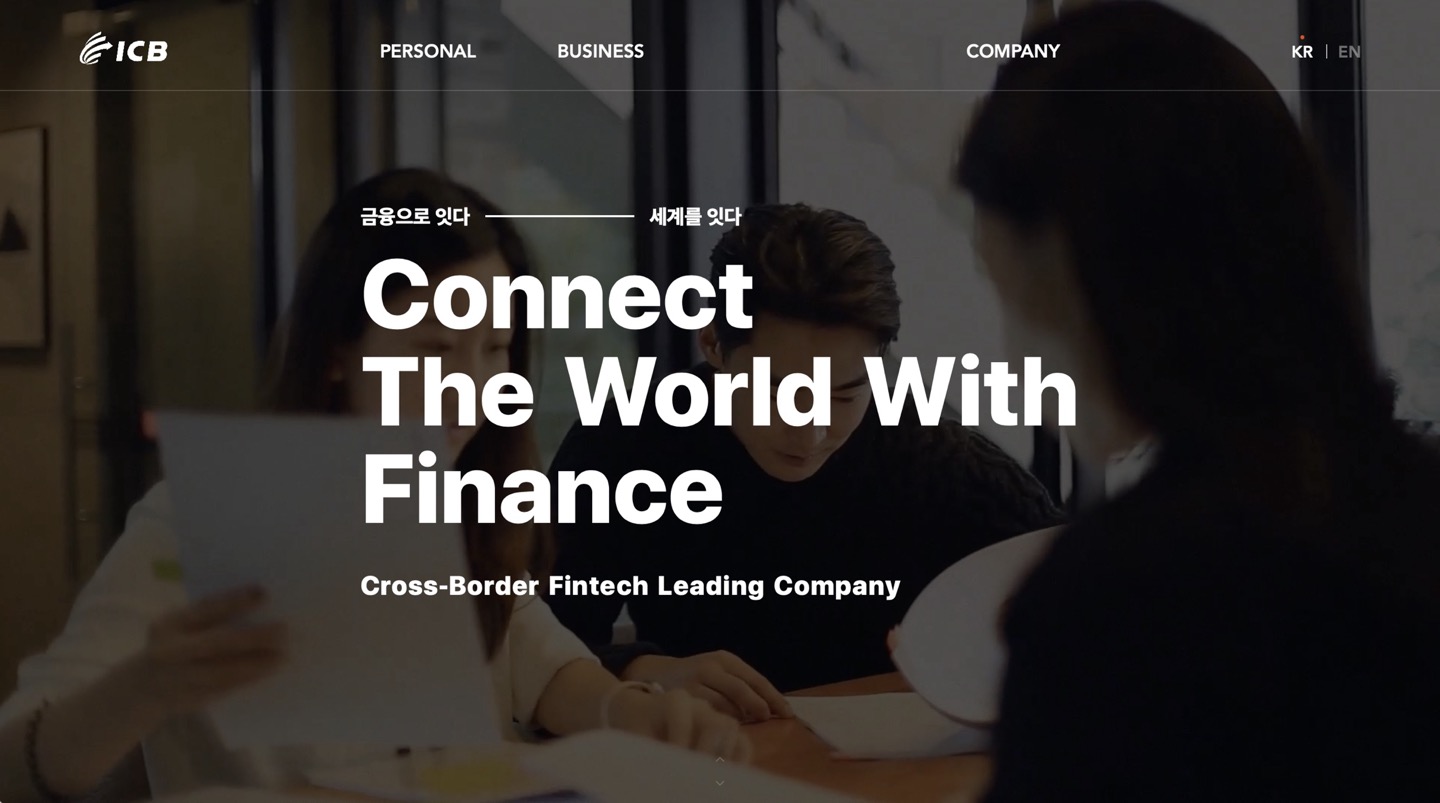 ICB
PERSONAL
BUSINESS
COMPANY
KR | EN
금융으로 잇다 세계를 잇다
Connect
The World With
Finance
Cross-Border Fintech Leading Company